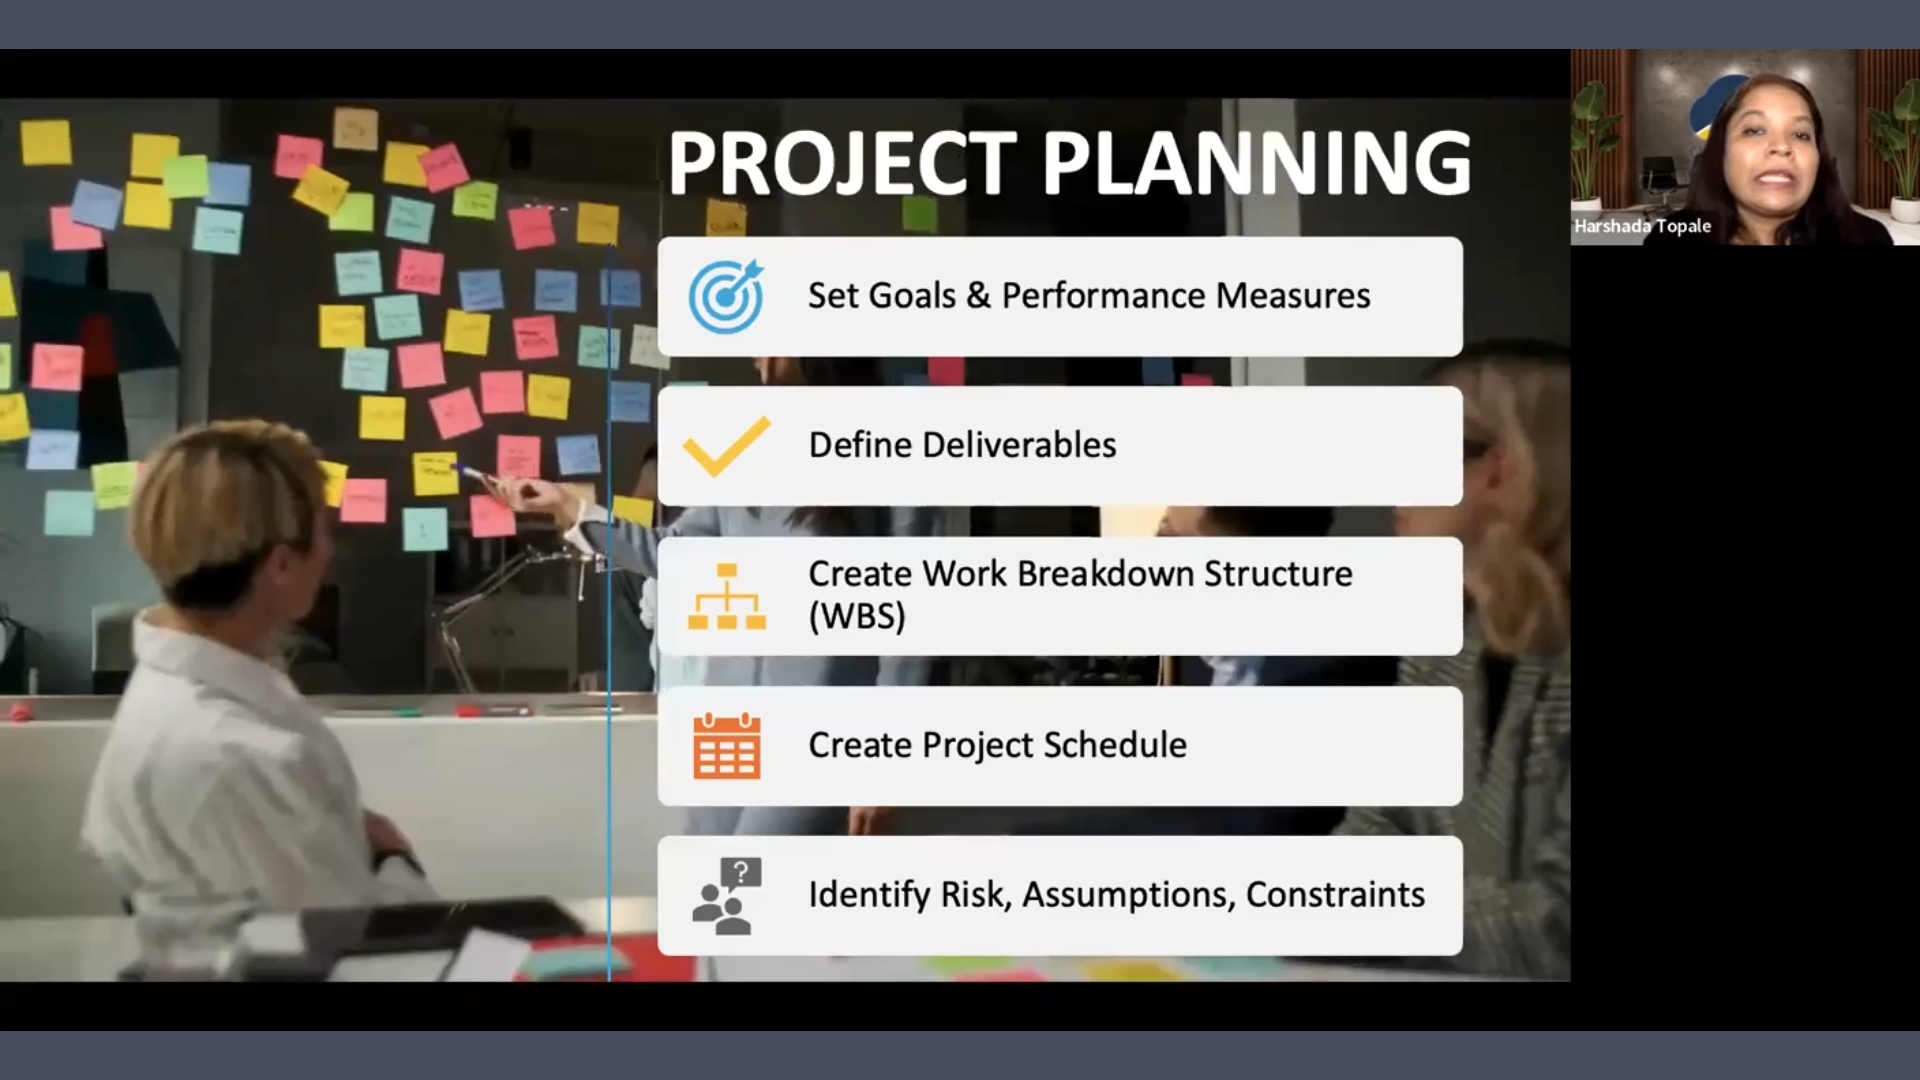 PROJECT PLANNING
Set Goals & Performance Measures
Define Deliverables
Create Work Breakdown Structure
(WBS)
Create Project Schedule
?
Identify Risk, Assumptions, Constraints
Harshada Topale